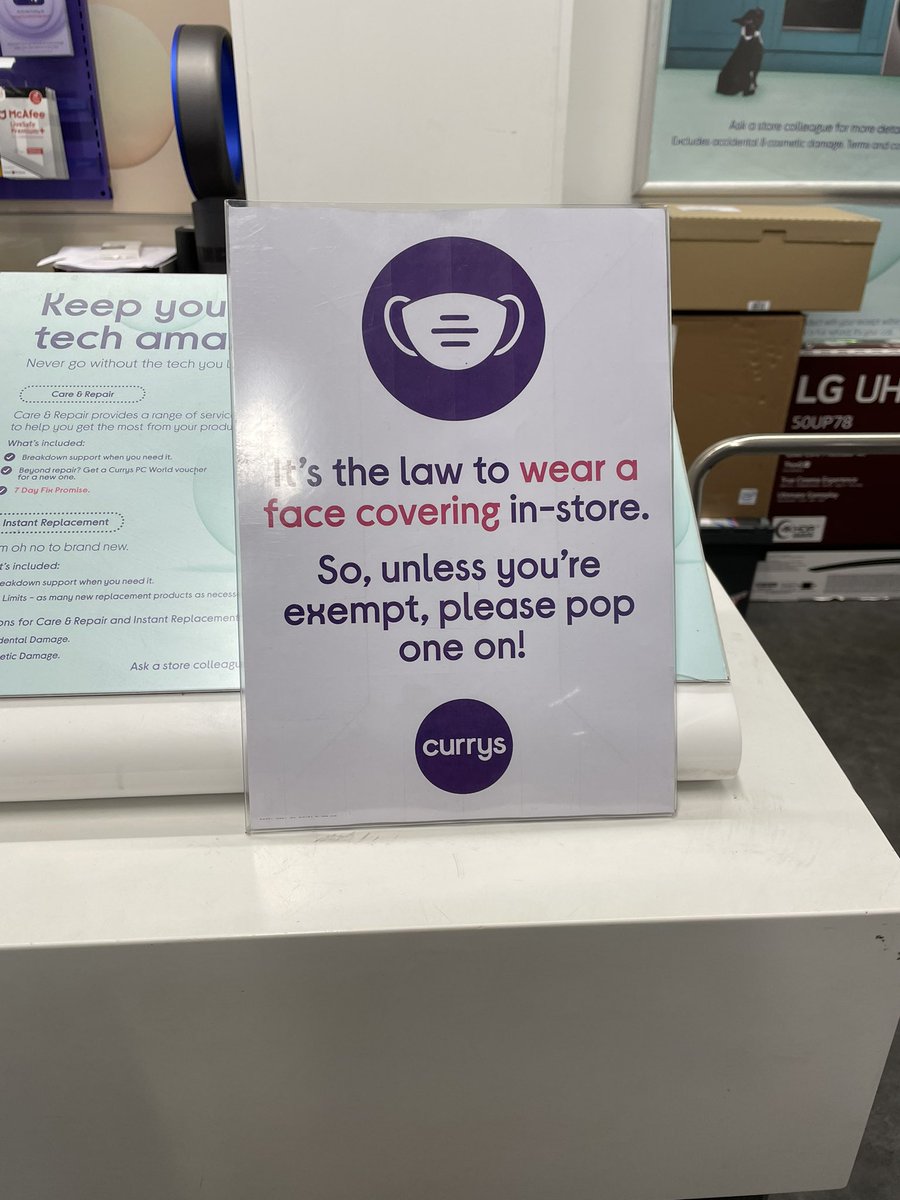 McAfee
LiveSafe
Premium+
Ask a store colleague for more deta
Excludes accidental & cosmetic damage. Terms and co
Keep you
tech ama
Never go without the tech you l
Care & Repair
Care & Repair provides a range of servic
to help you get the most from your produ
What's included:
Breakdown support when you need it.
Beyond repair? Get a Currys PC World voucher
for a new one.
7 Day Fix Promise.
Instant Replacement
m oh no to brand new.
t's included:
eakdown support when you need it.
Limits – as many new replacement products as necess
ons for Care & Repair and Instant Replacement
dental Damage.
etic Damage.
Ask a store colleagu
It's the law to wear a
face covering in-store.
So, unless you're
exempt, please pop
one on!
currys
LG UH
50UP78